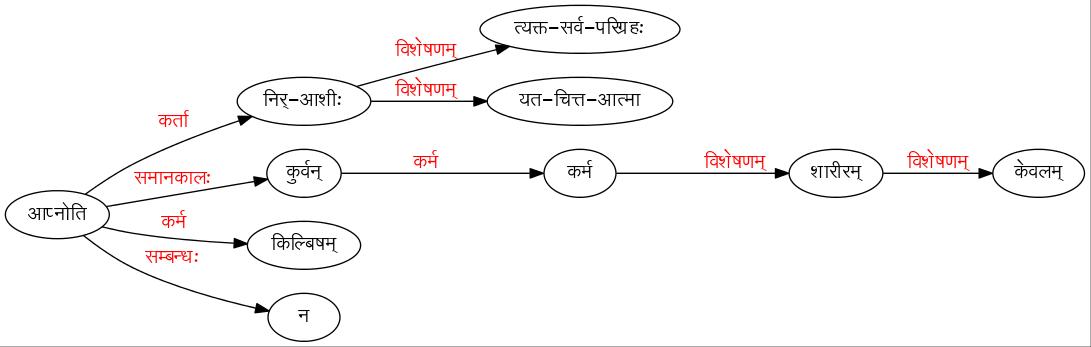 त्यक्त-सर्व-परिग्रहः
विशेषणम्
निर्-आशीः
विशेषणम्
यत-चित्त-आत्मा
कर्ता
समानकालः
कुर्वन्
कर्म
कर्म
विशेषणम्
शारीरम्
विशेषणम्
केवलम्
आप्नोति
कर्म
किल्बिषम्
सम्बन्धः
न